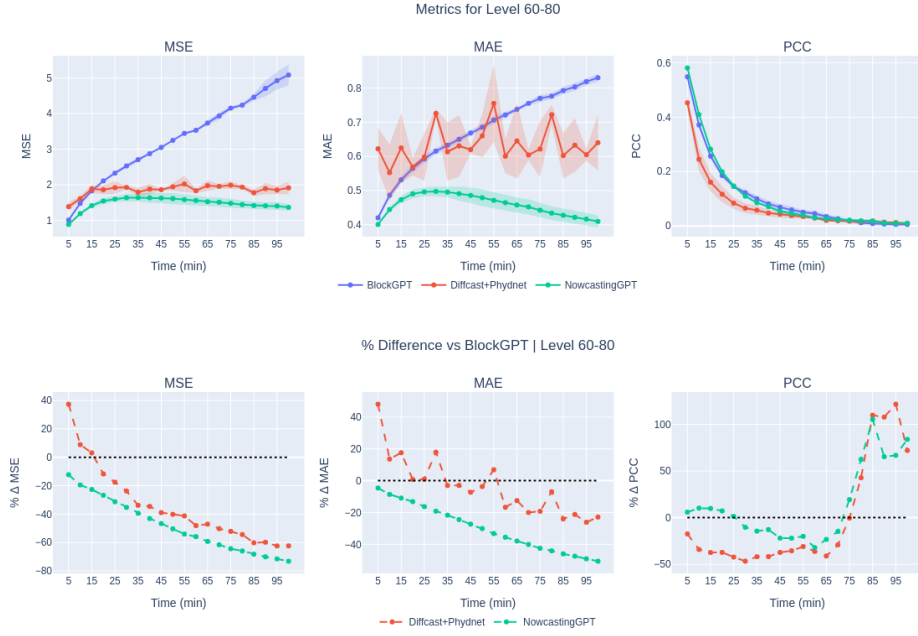 Metrics for Level 60-80
MSE
MAE
PCC
5
4
3
2
1
MSE
5 15 25 35 45 55 65 75 85 95
Time (min)
0.8
0.7
0.6
0.5
0.4
MAE
5 15 25 35 45 55 65 75 85 95
Time (min)
0.6
0.4
0.2
0
PCC
5 15 25 35 45 55 65 75 85 95
Time (min)
BlockGPT Diffcast+Phydnet NowcastingGPT
% Difference vs BlockGPT | Level 60-80
MSE
MAE
PCC
40
20
0
−20
−40
−60
−80
% Δ MSE
5 15 25 35 45 55 65 75 85 95
Time (min)
40
20
0
−20
−40
% Δ MAE
5 15 25 35 45 55 65 75 85 95
Time (min)
100
50
0
−50
% Δ PCC
5 15 25 35 45 55 65 75 85 95
Time (min)
Diffcast+Phydnet NowcastingGPT